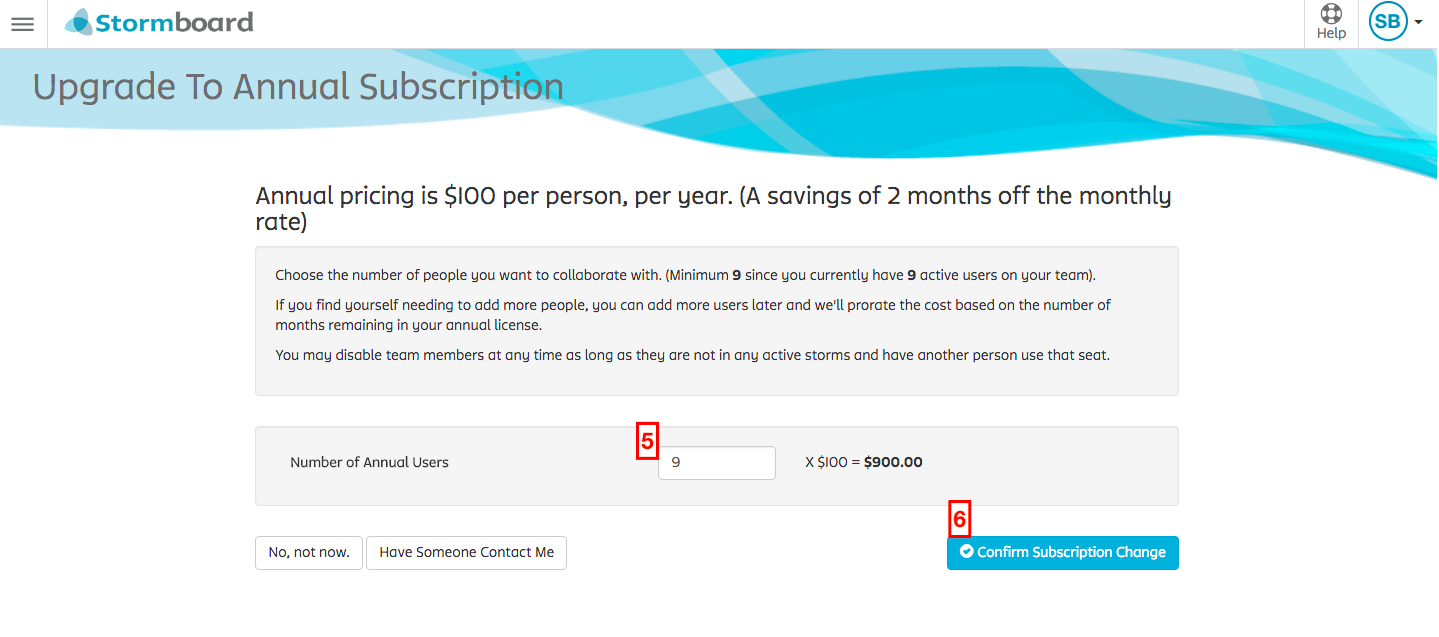 Stormboard
Help
SB
Upgrade To Annual Subscription
Annual pricing is $100 per person, per year. (A savings of 2 months off the monthly
rate)
Choose the number of people you want to collaborate with. (Minimum 9 since you currently have 9 active users on your team).
If you find yourself needing to add more people, you can add more users later and we'll prorate the cost based on the number of
months remaining in your annual license.
You may disable team members at any time as long as they are not in any active storms and have another person use that seat.
5
Number of Annual Users 9 X $100 = $900.00
6
No, not now. Have Someone Contact Me Confirm Subscription Change